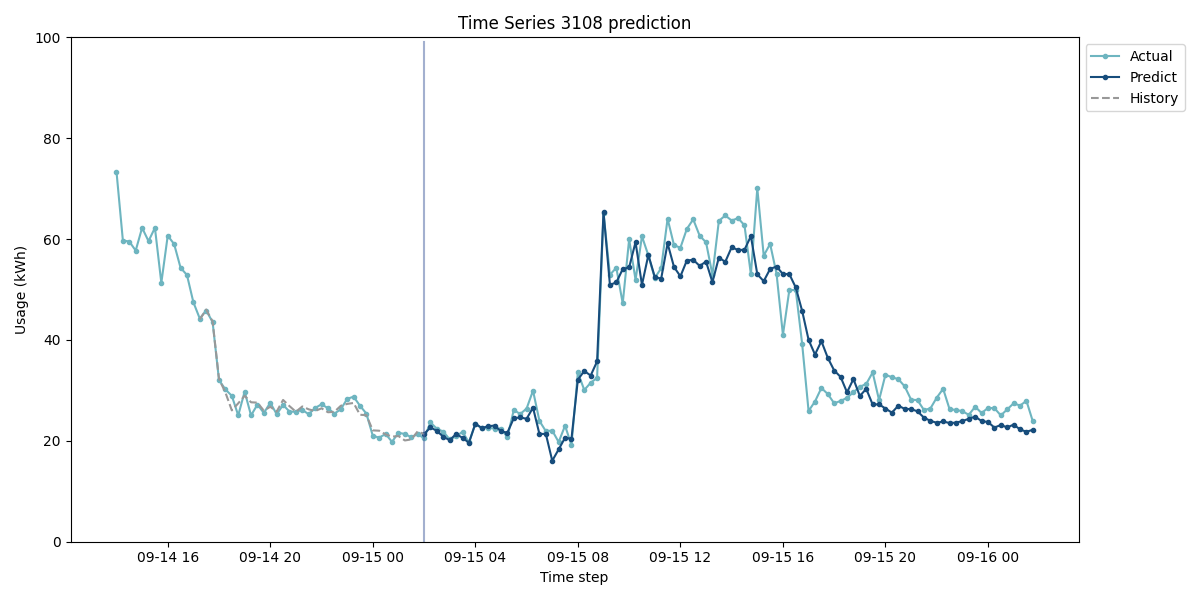 Time Series 3108 prediction
100
80
60
40
20
0
Usage (kWh)
09-14 16
09-14 20
09-15 00
09-15 04
09-15 08
09-15 12
09-15 16
09-15 20
09-16 00
Time step
Actual
Predict
History